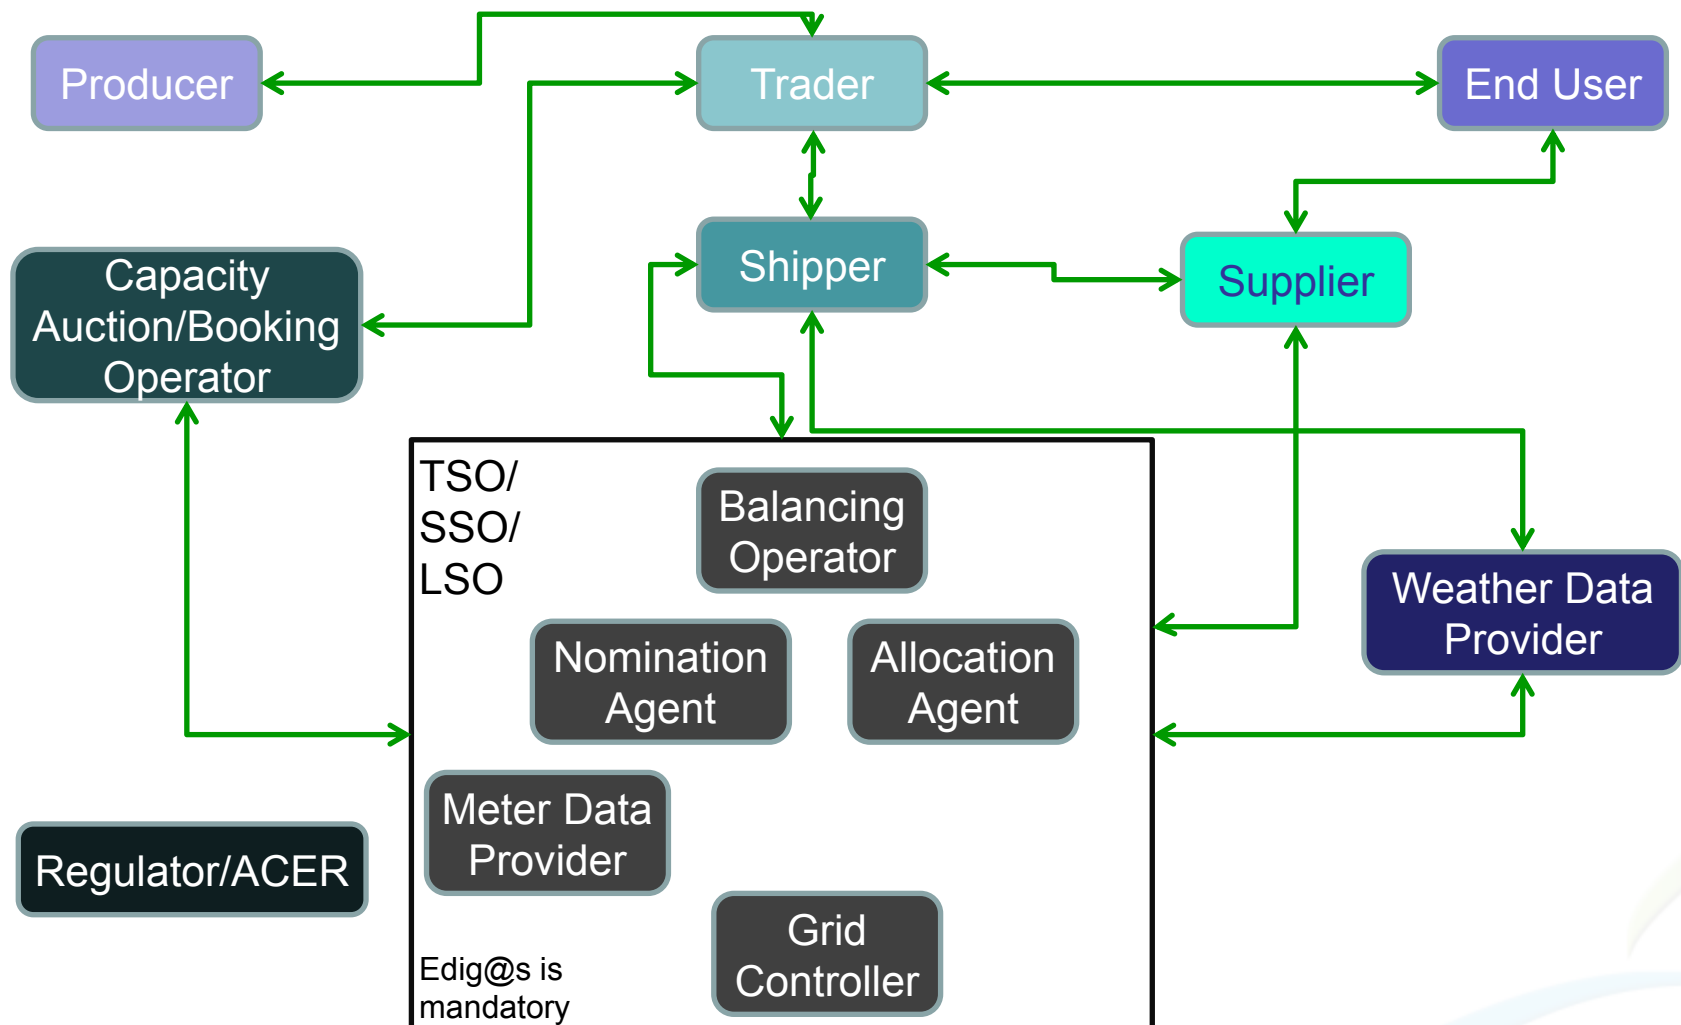 Producer
Trader
End User
Capacity
Auction/Booking
Operator
Shipper
Supplier
TSO/
SSO/
LSO
Balancing
Operator
Nomination
Agent
Allocation
Agent
Weather Data
Provider
Meter Data
Provider
Regulator/ACER
Grid
Controller
Edig@s is
mandatory